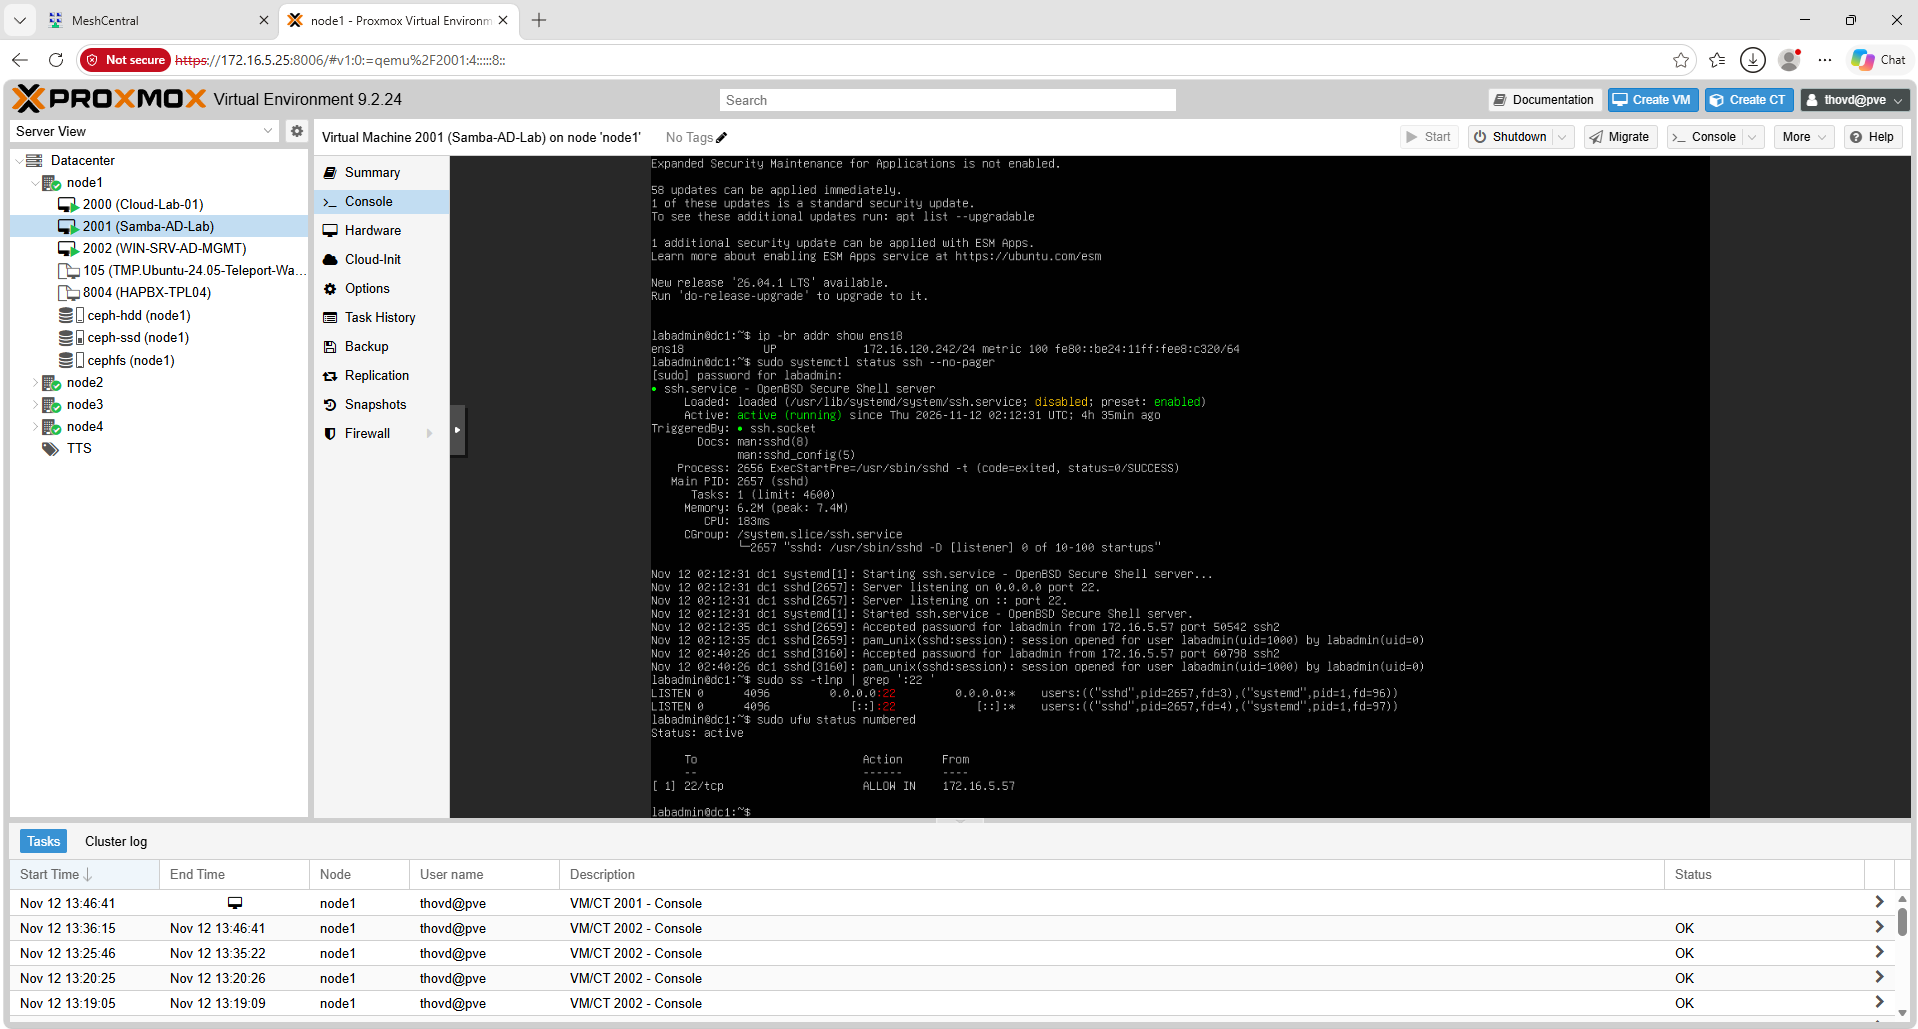 MeshCentral
node1 - Proxmox Virtual Environm
Not secure
https://172.16.5.25:8006/#v1:0:=qemu%2F2001:4:::::8::
Chat
PROXMOX Virtual Environment 9.2.24
Search
Documentation
Create VM
Create CT
thovd@pve
Server View
Virtual Machine 2001 (Samba-AD-Lab) on node 'node1'
No Tags
Start
Shutdown
Migrate
Console
More
Help
Datacenter
node1
2000 (Cloud-Lab-01)
2001 (Samba-AD-Lab)
2002 (WIN-SRV-AD-MGMT)
105 (TMP.Ubuntu-24.05-Teleport-Wa...
8004 (HAPBX-TPL04)
ceph-hdd (node1)
ceph-ssd (node1)
cephfs (node1)
node2
node3
node4
TTS
Summary
Console
Hardware
Cloud-Init
Options
Task History
Backup
Replication
Snapshots
Firewall
Expanded Security Maintenance for Applications is not enabled.
58 updates can be applied immediately.
1 of these updates is a standard security update.
To see these additional updates run: apt list --upgradable
1 additional security update can be applied with ESM Apps.
Learn more about enabling ESM Apps service at https://ubuntu.com/esm
New release '26.04.1 LTS' available.
Run 'do-release-upgrade' to upgrade to it.
labadmin@dc1:~$ ip -br addr show ens18
ens18 UP 172.16.120.242/24 metric 100 fe80::be24:11ff:fee8:c320/64
labadmin@dc1:~$ sudo systemctl status ssh --no-pager
[sudo] password for labadmin:
● ssh.service - OpenBSD Secure Shell server
Loaded: loaded (/usr/lib/systemd/system/ssh.service; disabled; preset: enabled)
Active: active (running) since Thu 2026-11-12 02:12:31 UTC; 4h 35min ago
TriggeredBy: ● ssh.socket
Docs: man:sshd(8)
man:sshd_config(5)
Process: 2656 ExecStartPre=/usr/sbin/sshd -t (code=exited, status=0/SUCCESS)
Main PID: 2657 (sshd)
Tasks: 1 (limit: 4600)
Memory: 6.2M (peak: 7.4M)
CPU: 183ms
CGroup: /system.slice/ssh.service
└─2657 "sshd: /usr/sbin/sshd -D [listener] 0 of 10-100 startups"
Nov 12 02:12:31 dc1 systemd[1]: Starting ssh.service - OpenBSD Secure Shell server...
Nov 12 02:12:31 dc1 sshd[2657]: Server listening on 0.0.0.0 port 22.
Nov 12 02:12:31 dc1 sshd[2657]: Server listening on :: port 22.
Nov 12 02:12:31 dc1 systemd[1]: Started ssh.service - OpenBSD Secure Shell server.
Nov 12 02:12:35 dc1 sshd[2659]: Accepted password for labadmin from 172.16.5.57 port 50542 ssh2
Nov 12 02:12:35 dc1 sshd[2659]: pam_unix(sshd:session): session opened for user labadmin(uid=1000) by labadmin(uid=0)
Nov 12 02:40:26 dc1 sshd[3160]: Accepted password for labadmin from 172.16.5.57 port 60798 ssh2
Nov 12 02:40:26 dc1 sshd[3160]: pam_unix(sshd:session): session opened for user labadmin(uid=1000) by labadmin(uid=0)
labadmin@dc1:~$ sudo ss -tlnp | grep ':22 '
LISTEN 0 4096 0.0.0.0:22 0.0.0.0:* users:(("sshd",pid=2657,fd=3),("systemd",pid=1,fd=96))
LISTEN 0 4096 [::]:22 [::]:* users:(("sshd",pid=2657,fd=4),("systemd",pid=1,fd=97))
labadmin@dc1:~$ sudo ufw status numbered
Status: active
To Action From
-- ------ ----
[ 1] 22/tcp ALLOW IN 172.16.5.57
labadmin@dc1:~$
Tasks
Cluster log
Start Time End Time Node User name Description Status
Nov 12 13:46:41 node1 thovd@pve VM/CT 2001 - Console
Nov 12 13:36:15 Nov 12 13:46:41 node1 thovd@pve VM/CT 2002 - Console OK
Nov 12 13:25:46 Nov 12 13:35:22 node1 thovd@pve VM/CT 2002 - Console OK
Nov 12 13:20:25 Nov 12 13:20:26 node1 thovd@pve VM/CT 2002 - Console OK
Nov 12 13:19:05 Nov 12 13:19:09 node1 thovd@pve VM/CT 2002 - Console OK